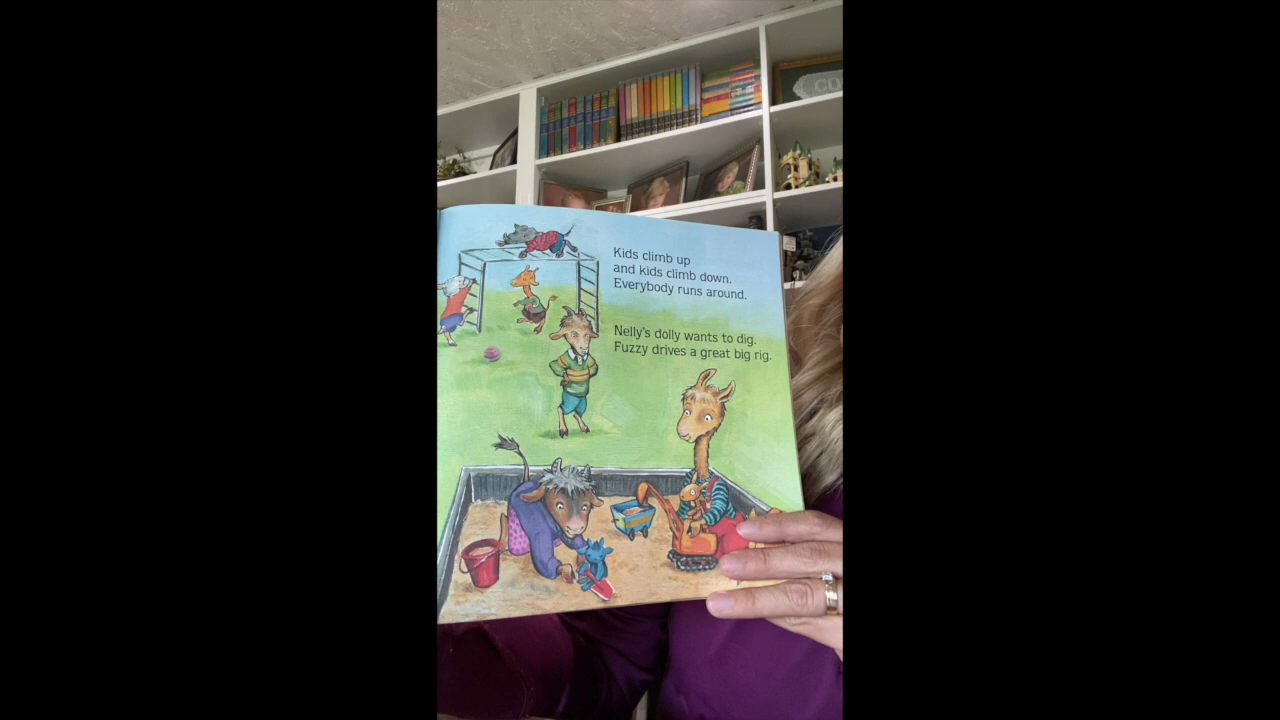 Kids climb up
and kids climb down.
Everybody runs around.
Nelly's dolly wants to dig.
Fuzzy drives a great big rig.